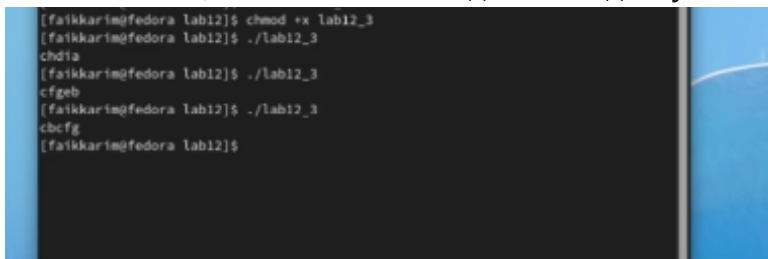 [faikkarim@fedora lab12]$ chmod +x lab12_3
[faikkarim@fedora lab12]$ ./lab12_3
chdia
[faikkarim@fedora lab12]$ ./lab12_3
cfgeb
[faikkarim@fedora lab12]$ ./lab12_3
cbcfg
[faikkarim@fedora lab12]$